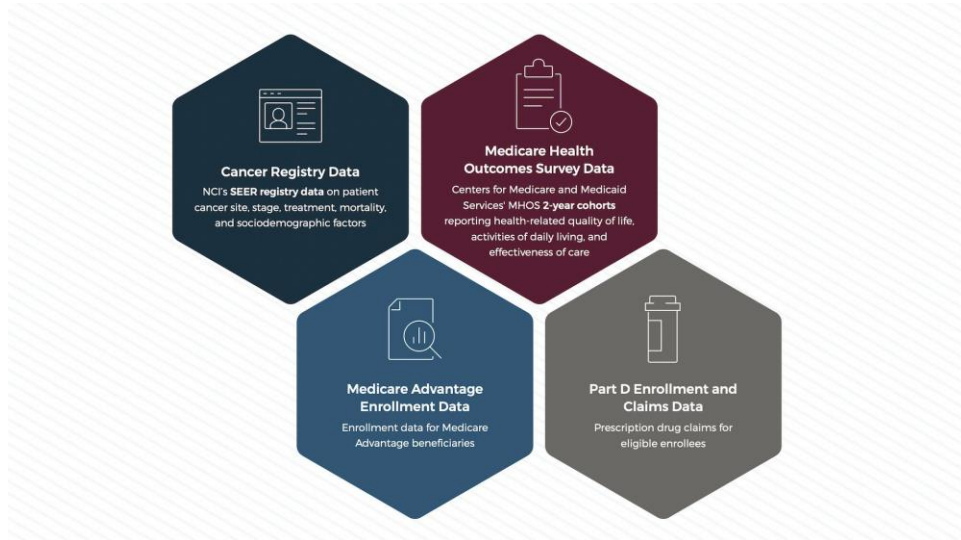 Cancer Registry Data
NCI's SEER registry data on patient
cancer site, stage, treatment, mortality,
and sociodemographic factors
Medicare Health
Outcomes Survey Data
Centers for Medicare and Medicaid
Services' MHOS 2-year cohorts
reporting health-related quality of life,
activities of daily living, and
effectiveness of care
Medicare Advantage
Enrollment Data
Enrollment data for Medicare
Advantage beneficiaries
Part D Enrollment and
Claims Data
Prescription drug claims for
eligible enrollees